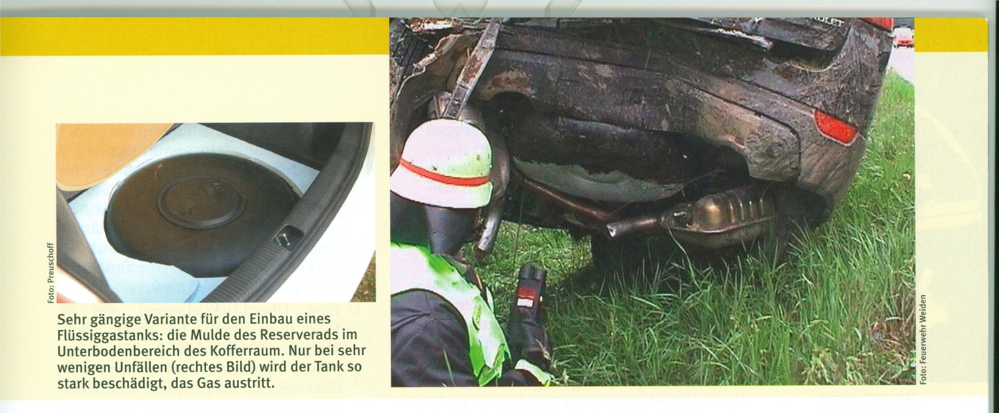 Foto: Preuschoff
Sehr gängige Variante für den Einbau eines
Flüssiggastanks: die Mulde des Reserverads im
Unterbodenbereich des Kofferraum. Nur bei sehr
wenigen Unfällen (rechtes Bild) wird der Tank so
stark beschädigt, das Gas austritt.
Foto: Feuerwehr Weiden